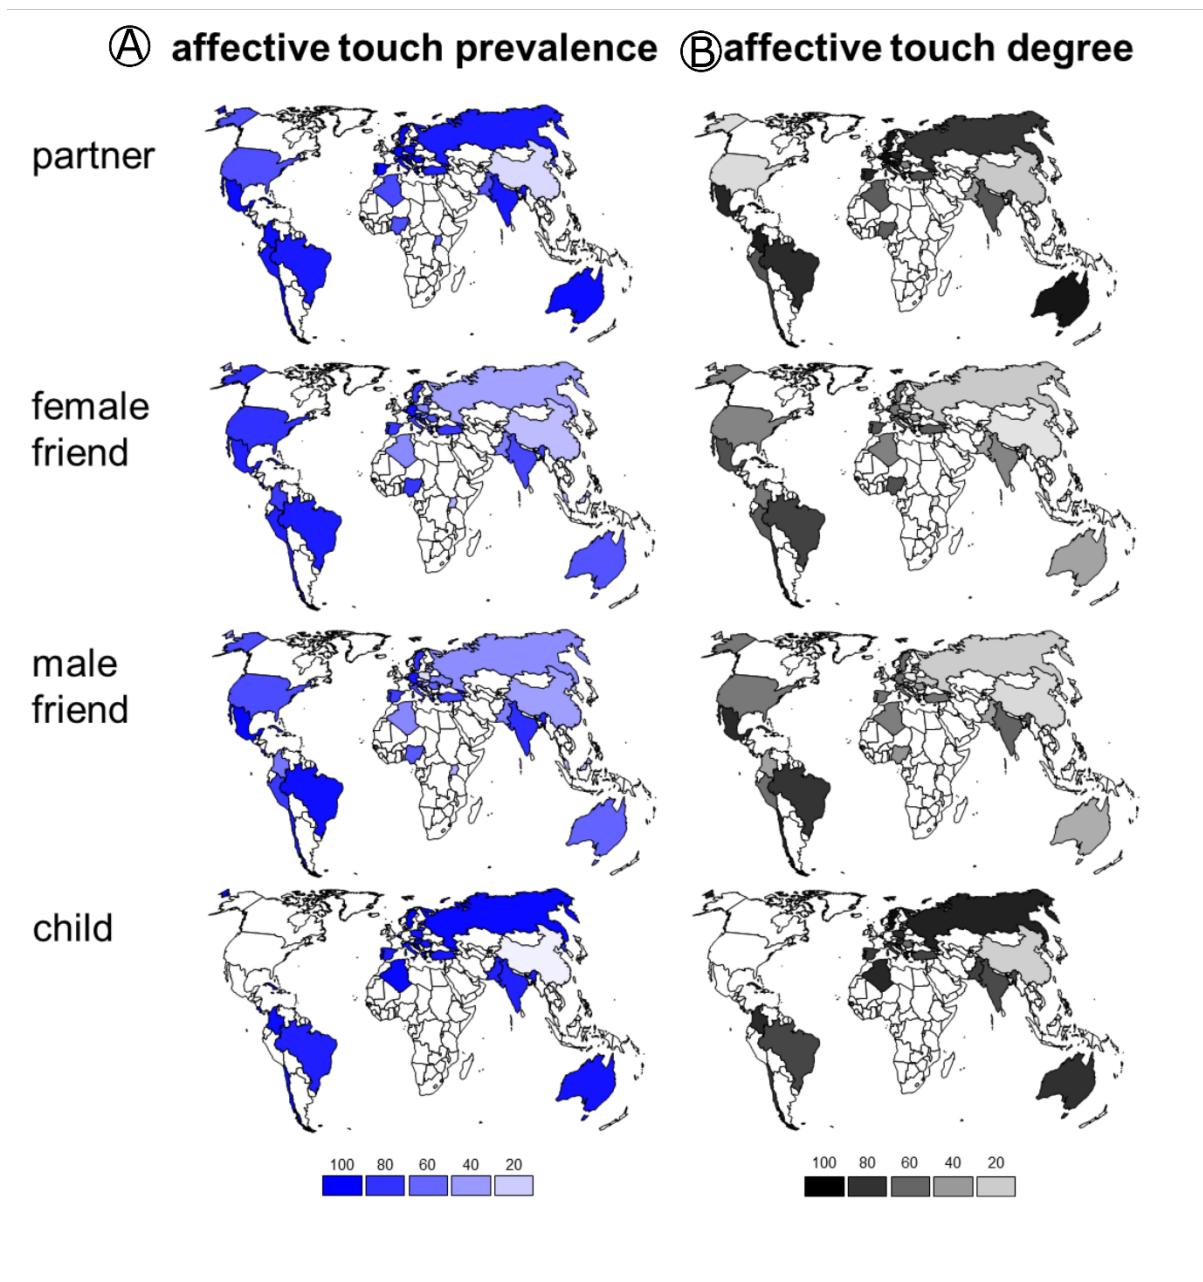 Ⓐ affective touch prevalence Ⓑ affective touch degree
partner
female
friend
male
friend
child
100 80 60 40 20
100 80 60 40 20